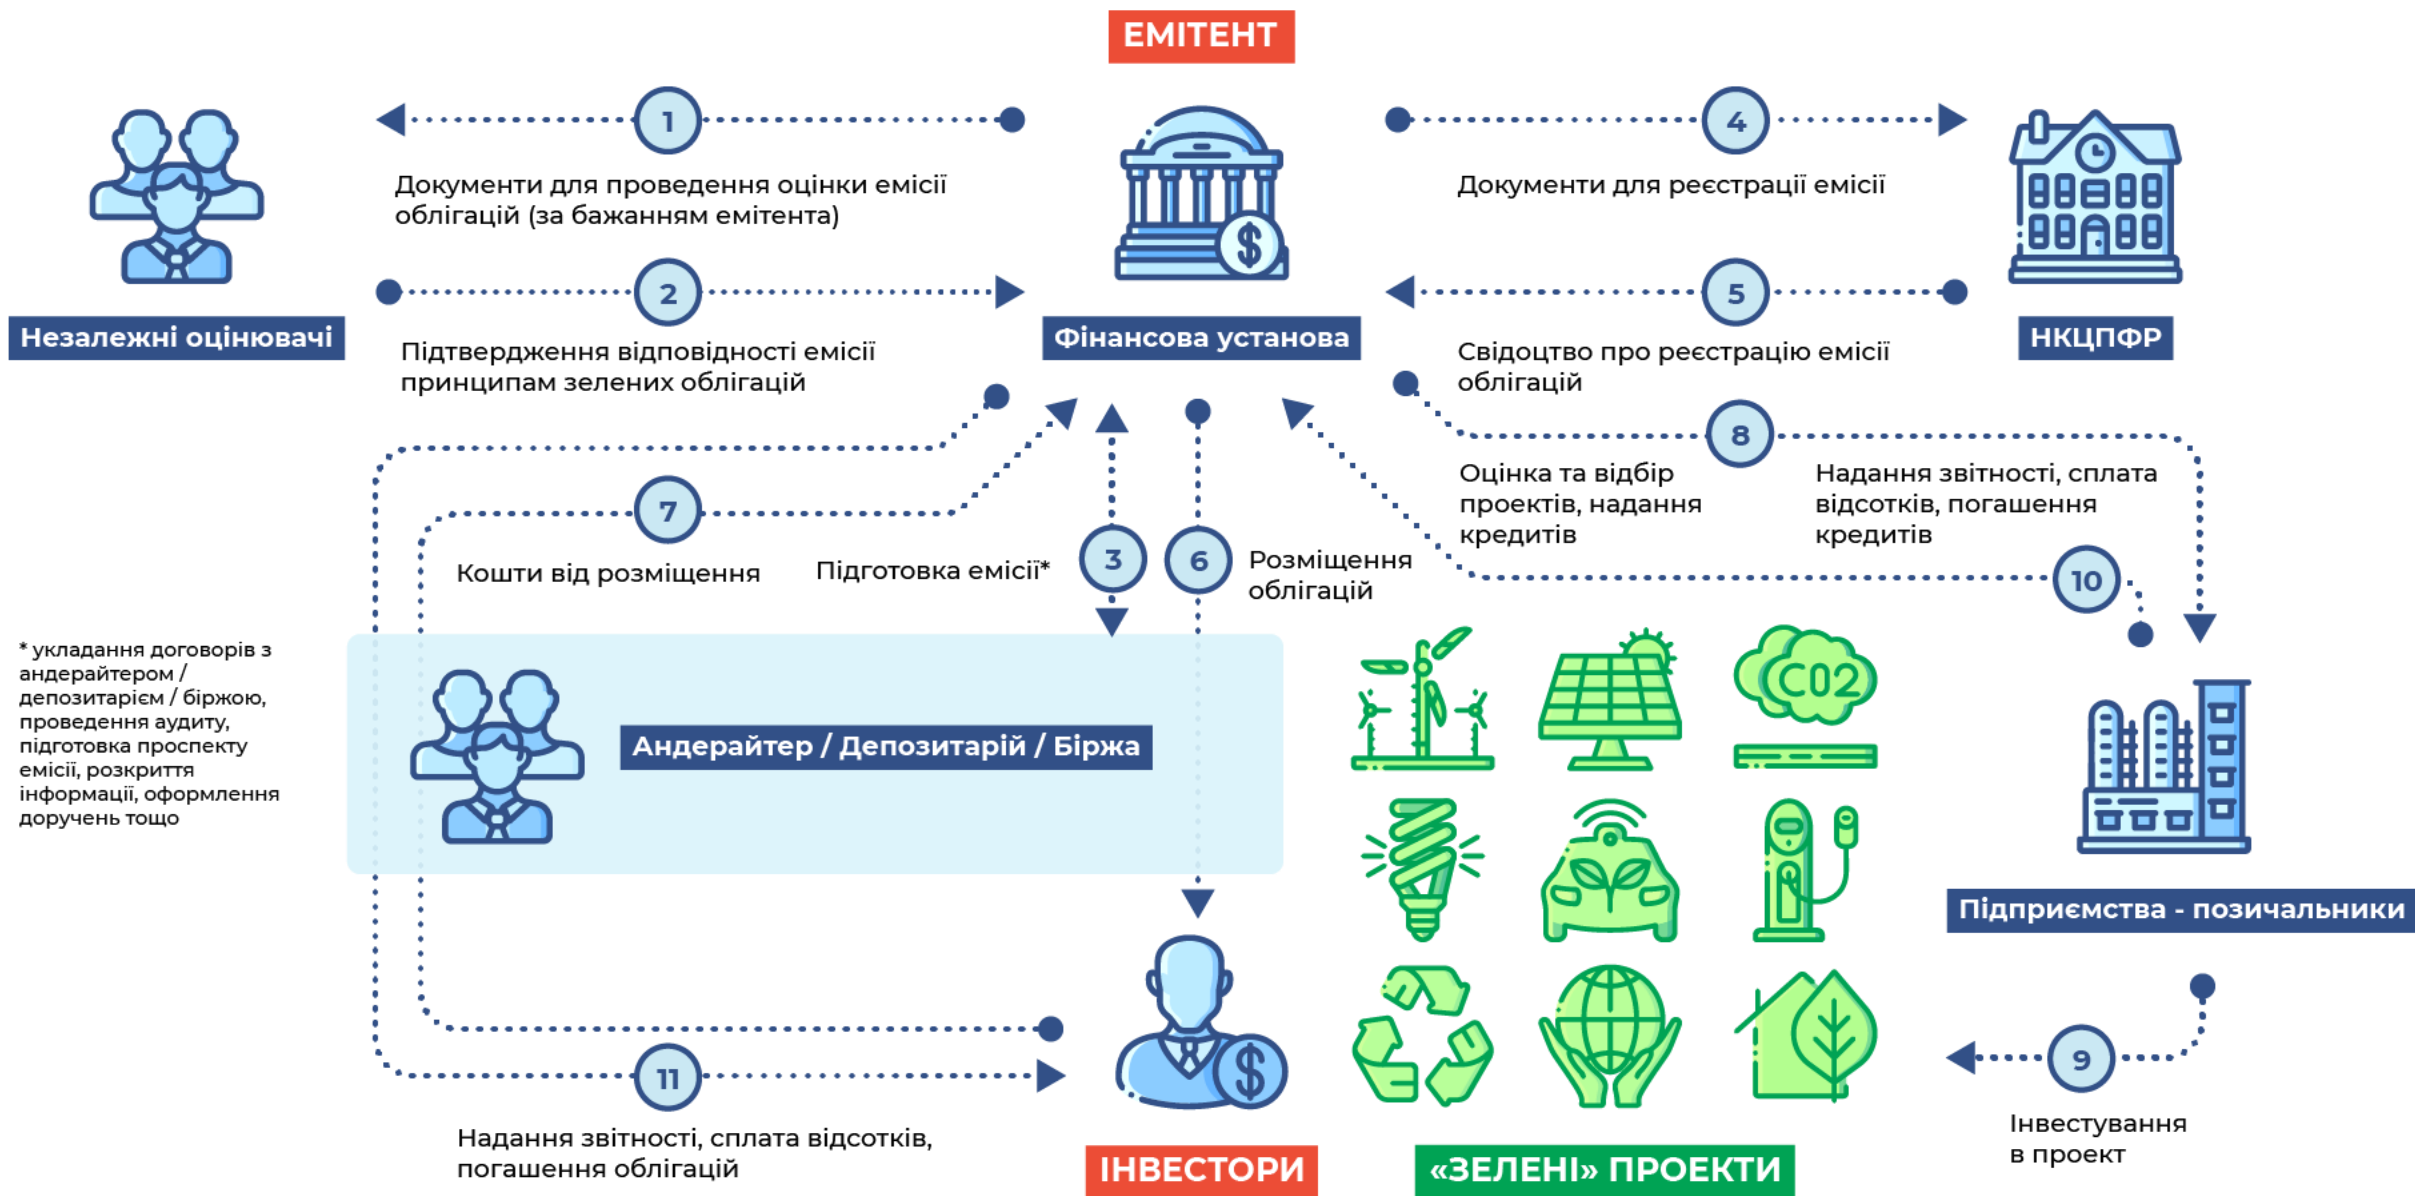 ЕМІТЕНТ
1
4
Документи для проведення оцінки емісії
облігацій (за бажанням емітента)
$
Документи для реєстрації емісії
2
5
Незалежні оцінювачі
Фінансова установа
НКЦПФР
Підтвердження відповідності емісії
принципам зелених облігацій
Свідоцтво про реєстрацію емісії
облігацій
8
Оцінка та відбір
проектів, надання
кредитів
Надання звітності, сплата
відсотків, погашення
кредитів
7
Кошти від розміщення
Підготовка емісії*
3
6
Розміщення
облігацій
10
* укладання договорів з
андерайтером /
депозитарієм / біржою,
проведення аудиту,
підготовка проспекту
емісії, розкриття
інформації, оформлення
доручень тощо
Андерайтер / Депозитарій / Біржа
CO2
Підприємства - позичальники
$
9
11
Інвестування
в проект
Надання звітності, сплата відсотків,
погашення облігацій
ІНВЕСТОРИ
«ЗЕЛЕНІ» ПРОЕКТИ